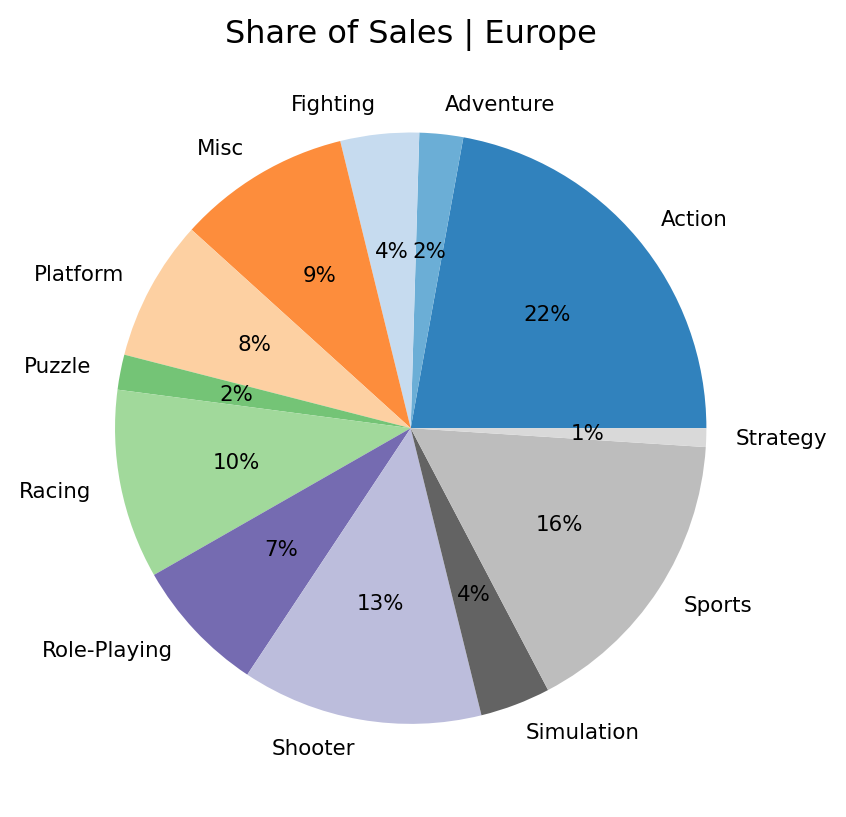 Share of Sales | Europe
Fighting
Adventure
Misc
Action
Platform
Puzzle
Racing
Role-Playing
Shooter
Simulation
Sports
Strategy
4%
2%
9%
22%
8%
2%
10%
7%
13%
4%
16%
1%